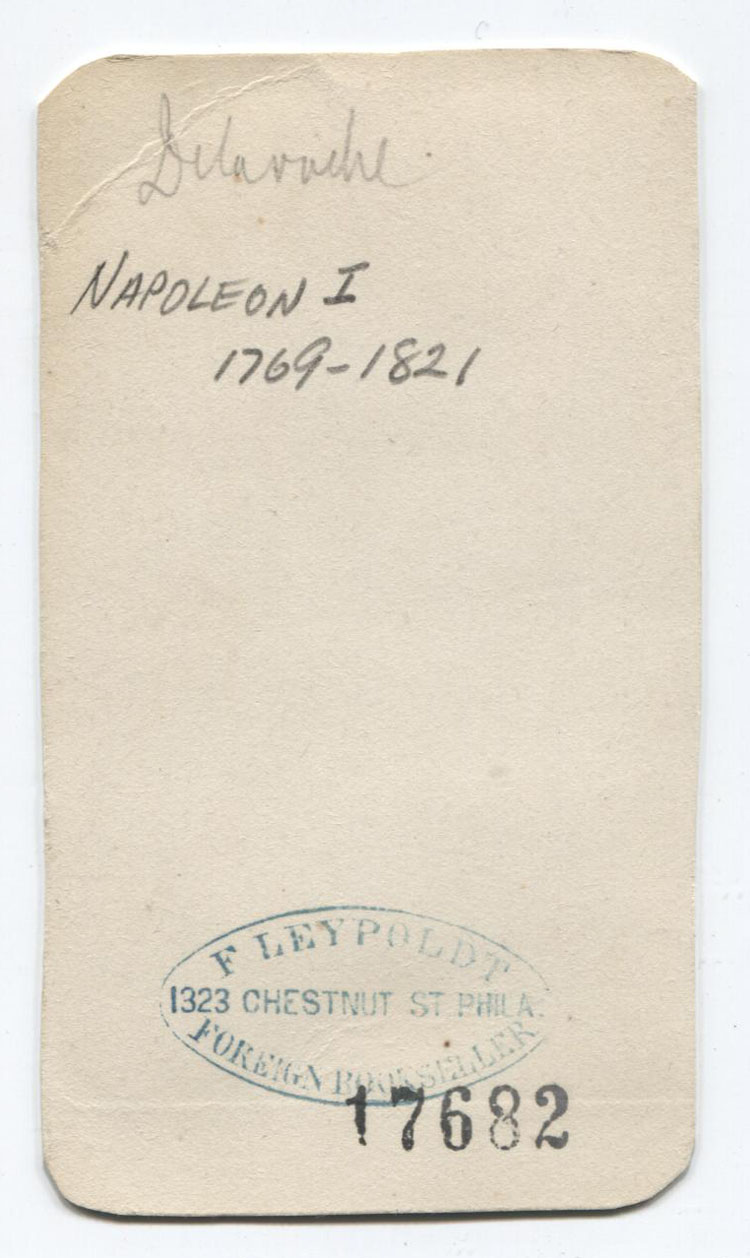 Delaroche
NAPOLEON I
1769-1821
F LEYPOLDT
1323 CHESTNUT ST PHILA.
FOREIGN BOOKSELLER
17682